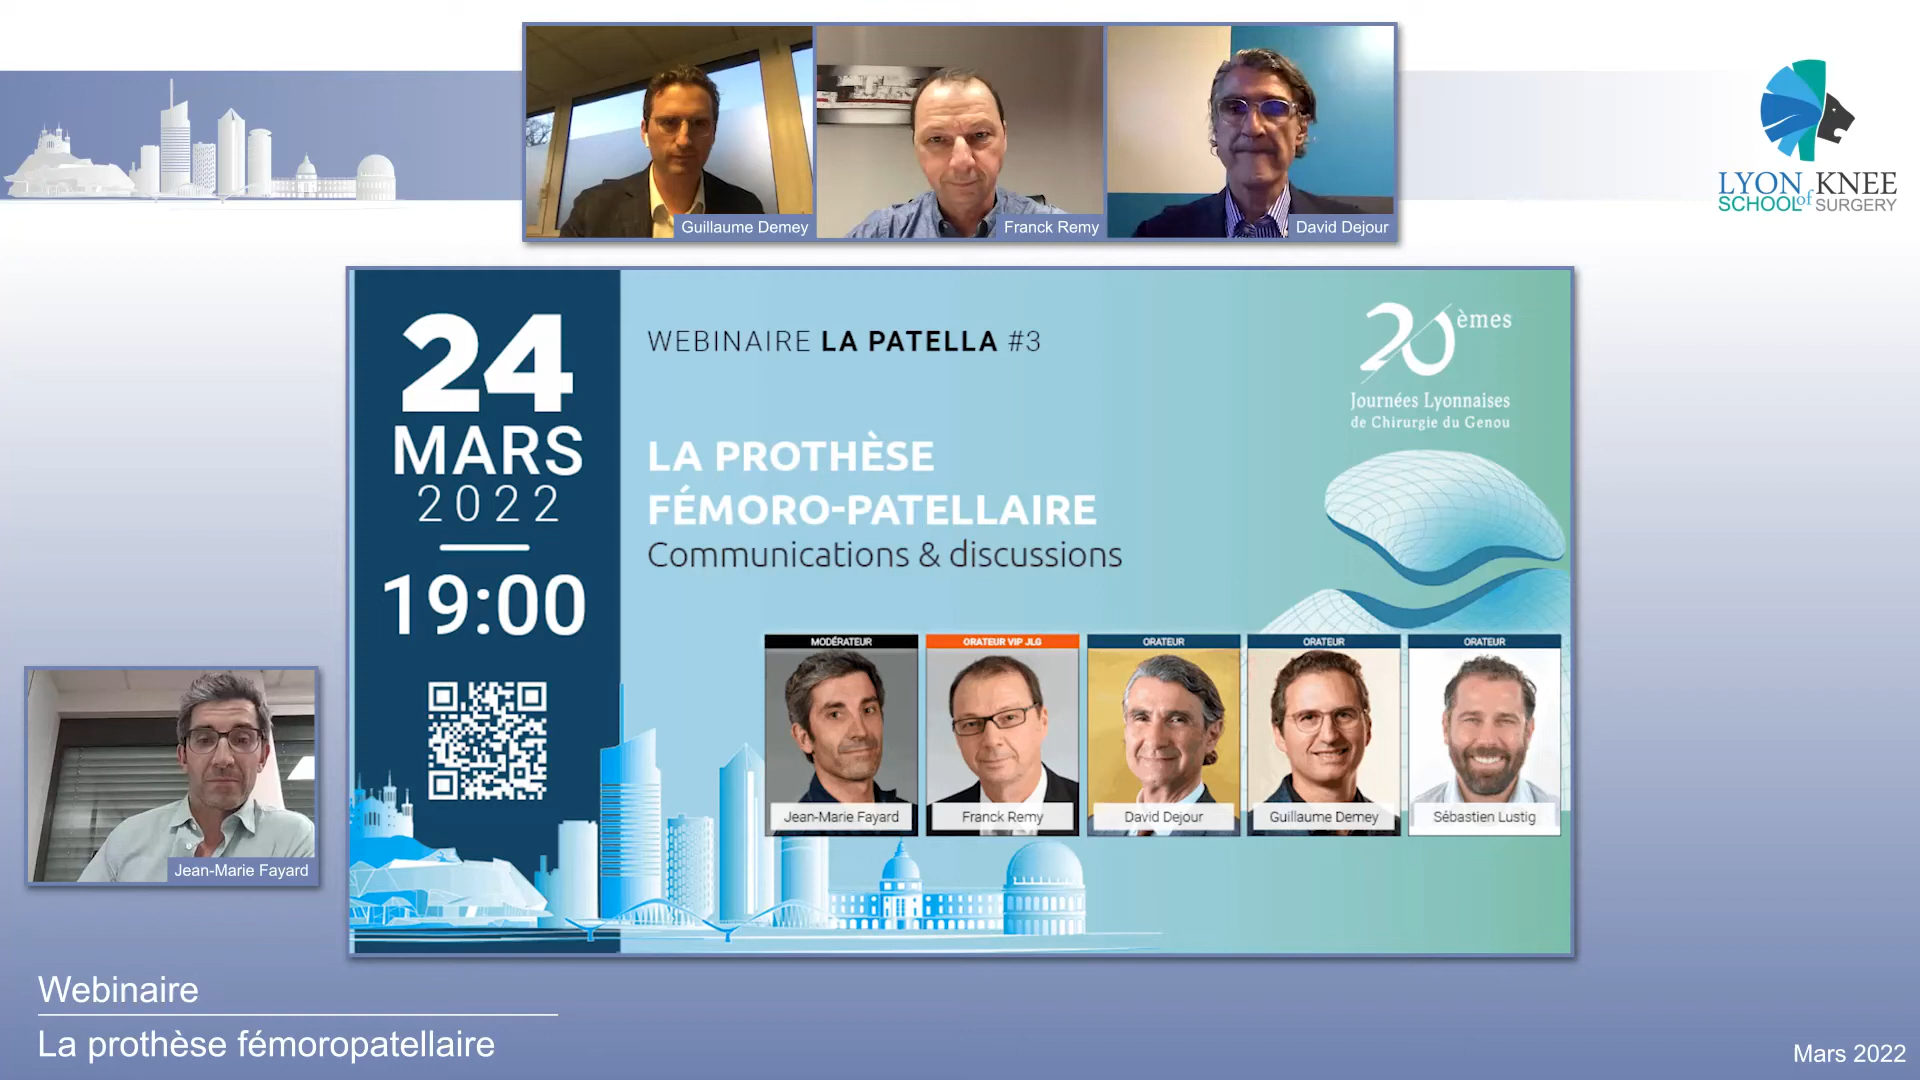 Guillaume Demey
Franck Remy
David Dejour
LYON KNEE
SCHOOL of SURGERY
24
MARS
2022
19:00
WEBINAIRE LA PATELLA #3
20èmes
Journées Lyonnaises
de Chirurgie du Genou
LA PROTHÈSE
FÉMORO-PATELLAIRE
Communications & discussions
MODÉRATEUR
Jean-Marie Fayard
ORATEUR VIP JLG
Franck Remy
ORATEUR
David Dejour
ORATEUR
Guillaume Demey
ORATEUR
Sébastien Lustig
Jean-Marie Fayard
Webinaire
La prothèse fémoropatellaire
Mars 2022